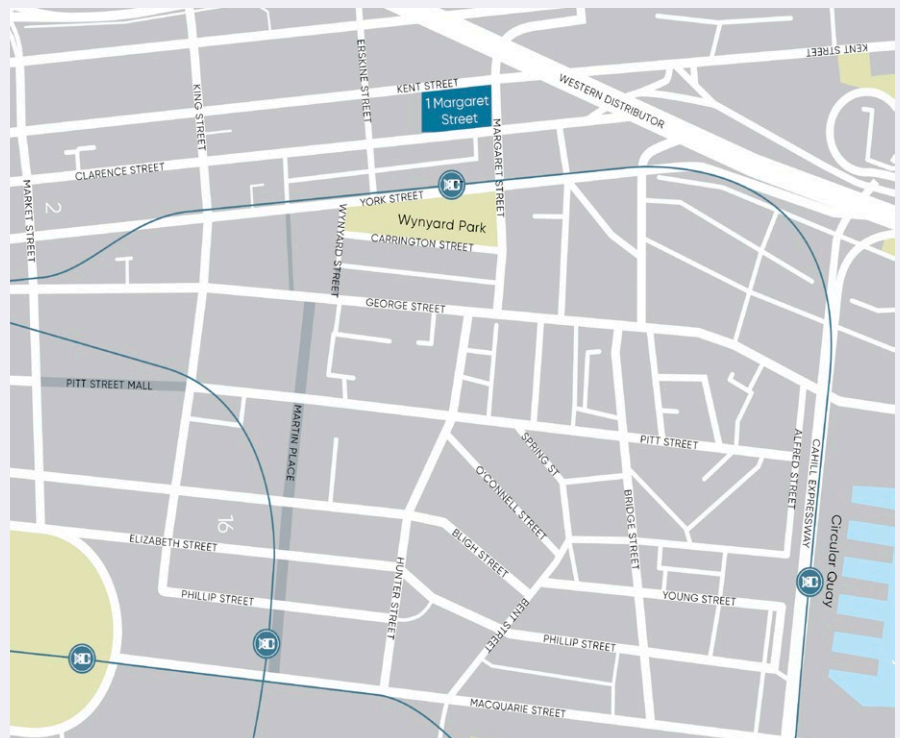 KENT STREET
ERSKINE STREET
KENT STREET
WESTERN DISTRIBUTOR
KING STREET
1 Margaret
Street
MARGARET STREET
CLARENCE STREET
MARKET STREET
2
YORK STREET
WYNYARD STREET
Wynyard Park
CARRINGTON STREET
GEORGE STREET
PITT STREET MALL
MARTIN PLACE
PITT STREET
SPRING ST
ALFRED STREET
CAHILL EXPRESSWAY
O'CONNELL STREET
BRIDGE STREET
Circular Quay
16
ELIZABETH STREET
BLIGH STREET
HUNTER STREET
PHILLIP STREET
YOUNG STREET
BENT STREET
PHILLIP STREET
MACQUARIE STREET